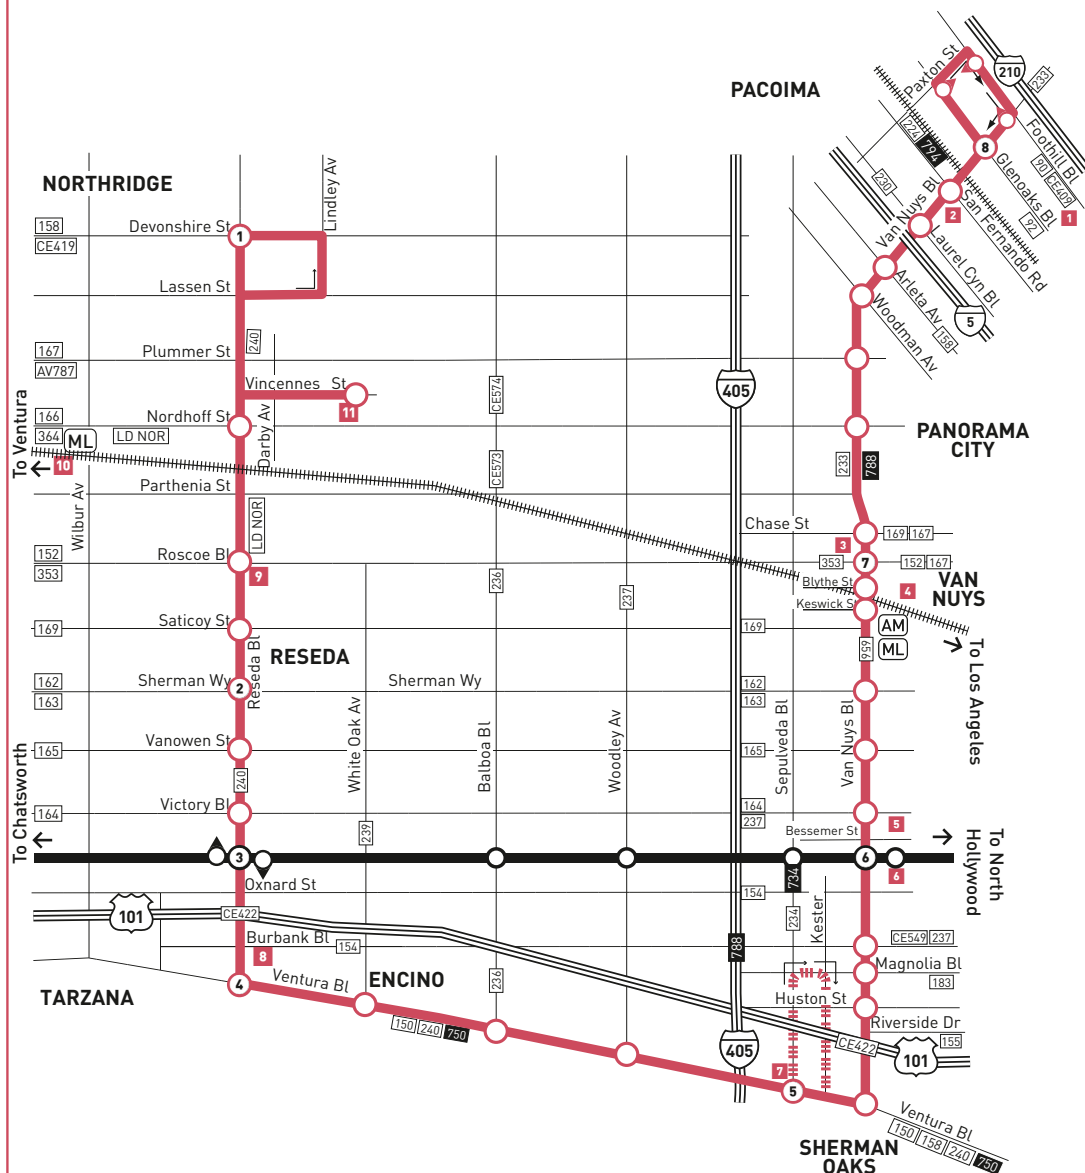 PACOIMA
Paxton St
210
233
224
794
8
Foothill Bl
90
CE409
1
Glenoaks Bl
92
San Fernando Rd
2
230
Van Nuys Bl
Laurel Cyn Bl
5
Arleta Av
158
Woodman Av
NORTHRIDGE
Lindley Av
158
CE419
Devonshire St
1
Lassen St
240
167
AV787
Plummer St
Vincennes St
11
CE574
405
To Ventura
166
364
ML
LD NOR
Nordhoff St
Darby Av
10
CE573
PANORAMA
CITY
233
788
Wilbur Av
Parthenia St
LD NOR
Chase St
169
167
3
152
353
Roscoe Bl
9
236
237
353
7
152
167
Blythe St
4
VAN
NUYS
Keswick St
169
Saticoy St
Reseda Bl
RESEDA
169
AM
ML
656
To Los Angeles
162
163
Sherman Wy
2
Sherman Wy
162
163
165
Vanowen St
White Oak Av
Balboa Bl
Woodley Av
165
Sepulveda Bl
Van Nuys Bl
240
To Chatsworth
164
Victory Bl
239
164
237
5
Bessemer St
3
6
6
To North
Hollywood
Oxnard St
734
154
101
CE422
234
Kester
Burbank Bl
154
8
788
CE549
237
TARZANA
4
Ventura Bl
ENCINO
236
Magnolia Bl
183
Huston St
150
240
750
Riverside Dr
155
CE422
101
405
7
5
Ventura Bl
150
158
240
750
SHERMAN
OAKS